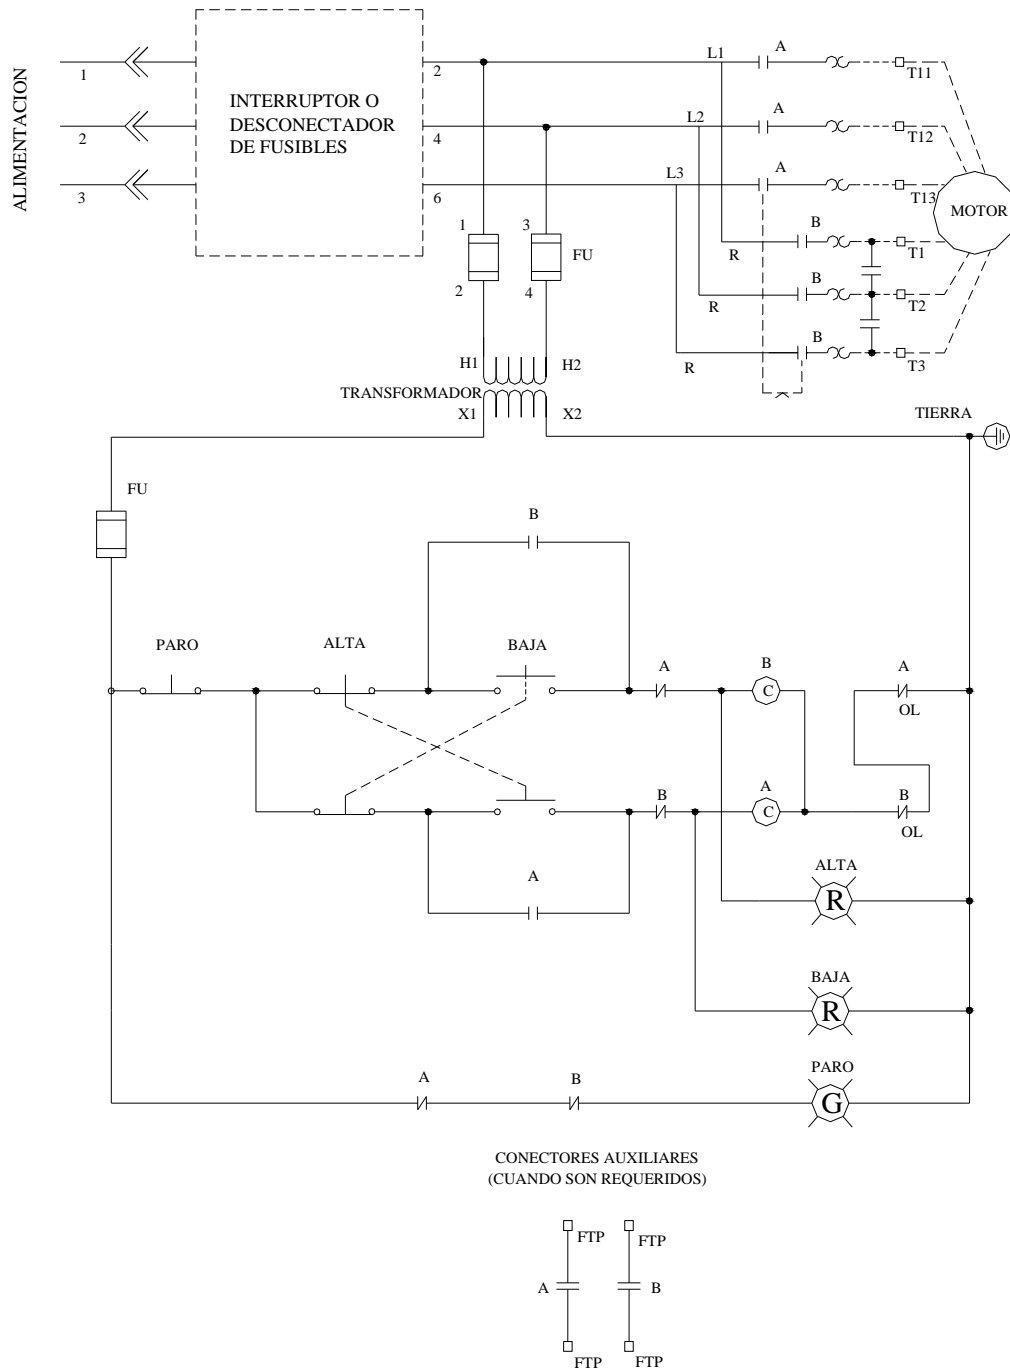 ALIMENTACION
1
2
3
INTERRUPTOR O
DESCONECTADOR
DE FUSIBLES
2
4
6
L1
A
T11
L2
A
T12
L3
A
T13
MOTOR
1
2
3
4
FU
R
B
T1
R
B
T2
R
B
T3
H1
H2
TRANSFORMADOR
X1
X2
TIERRA
FU
B
PARO
ALTA
BAJA
A
B
C
A
OL
B
A
C
B
OL
A
ALTA
R
BAJA
R
A
B
PARO
G
CONECTORES AUXILIARES
(CUANDO SON REQUERIDOS)
FTP
FTP
A
B
FTP
FTP